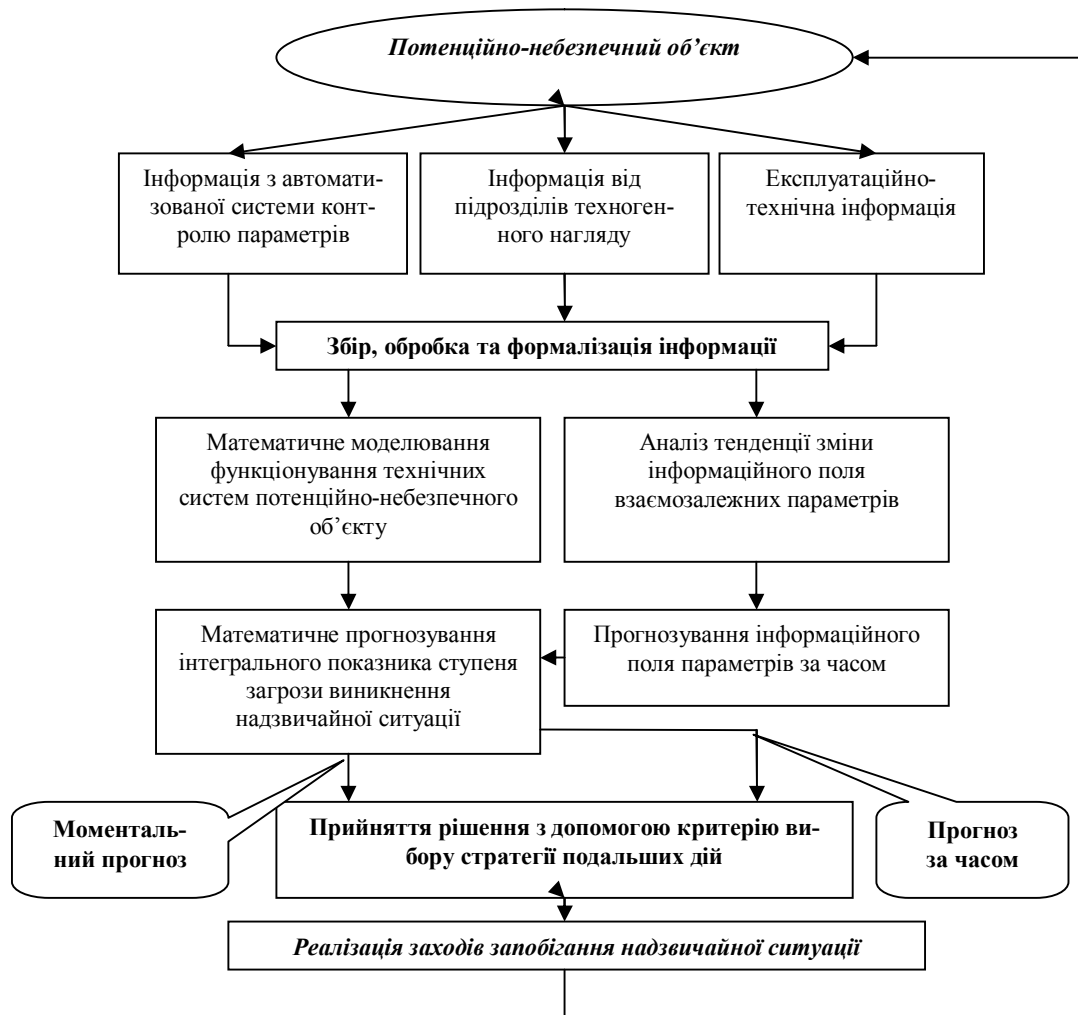 Потенційно-небезпечний об’єкт
Інформація з автомати-
зованої системи конт-
ролю параметрів
Інформація від
підрозділів техноген-
ного нагляду
Експлуатаційно-
технічна інформація
Збір, обробка та формалізація інформації
Математичне моделювання
функціонування технічних
систем потенційно-небезпечного
об’єкту
Аналіз тенденції зміни
інформаційного поля
взаємозалежних параметрів
Математичне прогнозування
інтегрального показника ступеня
загрози виникнення
надзвичайної ситуації
Прогнозування інформаційного
поля параметрів за часом
Моменталь-
ний прогноз
Прийняття рішення з допомогою критерію ви-
бору стратегії подальших дій
Прогноз
за часом
Реалізація заходів запобігання надзвичайної ситуації